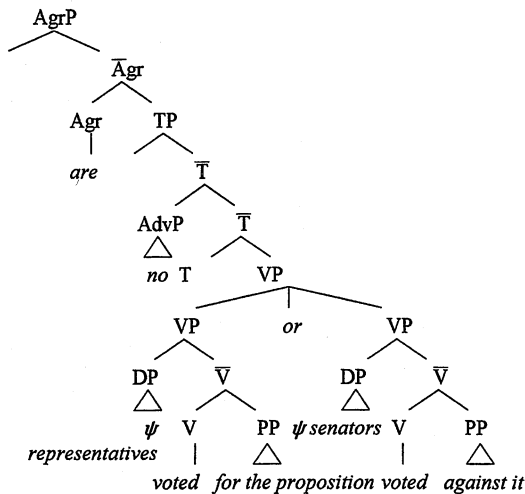 AgrP
A̅gr
Agr TP
are T̅
AdvP T̅
no T VP
VP or VP
DP V̅ DP V̅
ψ V PP ψ senators V PP
representatives
voted for the proposition voted against it